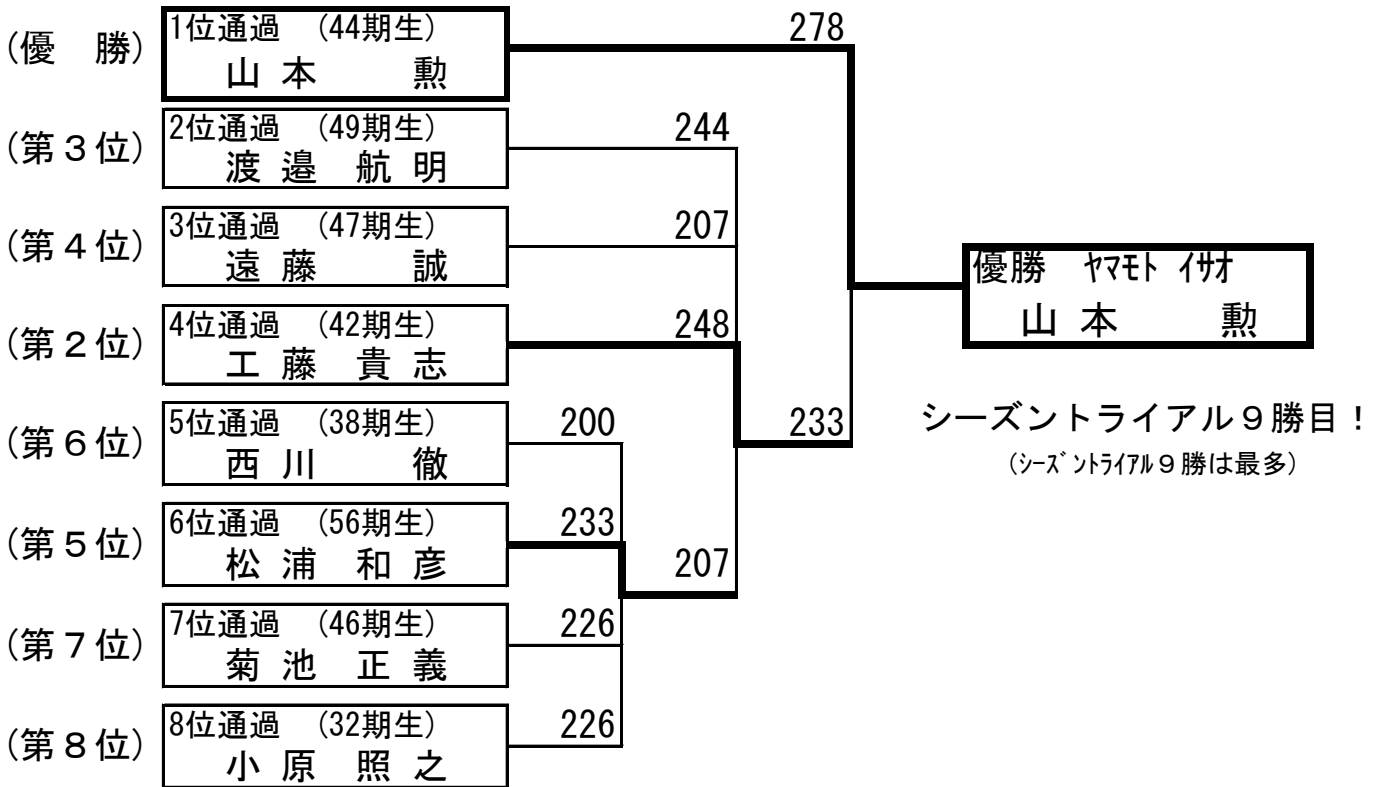 (優　勝)
1位通過　(44期生)
山 本　　勲
278
(第３位)
2位通過　(49期生)
渡 邉　航 明
244
(第４位)
3位通過　(47期生)
遠 藤　　誠
207
優勝　ﾔﾏﾓﾄ ｲｻｵ
山 本　　勲
(第２位)
4位通過　(42期生)
工 藤　貴 志
248
(第６位)
5位通過　(38期生)
西 川　　徹
200
233
シーズントライアル９勝目！
(ｼｰｽﾞﾝﾄﾗｲｱﾙ９勝は最多)
(第５位)
6位通過　(56期生)
松 浦　和 彦
233
207
(第７位)
7位通過　(46期生)
菊 池　正 義
226
(第８位)
8位通過　(32期生)
小 原　照 之
226